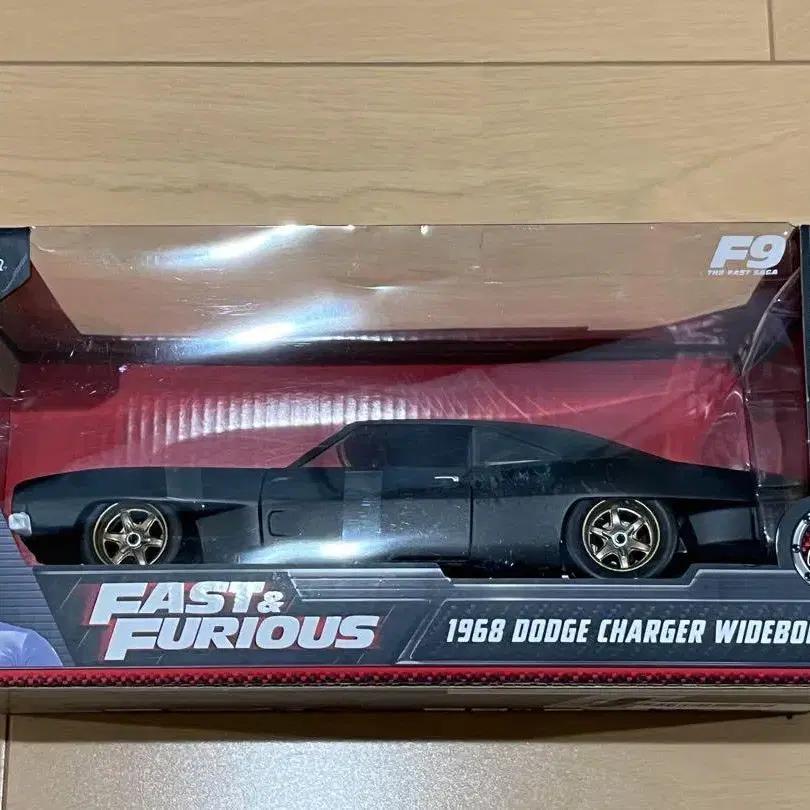 F9
THE FAST SAGA
FAST &
FURIOUS
1968 DODGE CHARGER WIDEBO